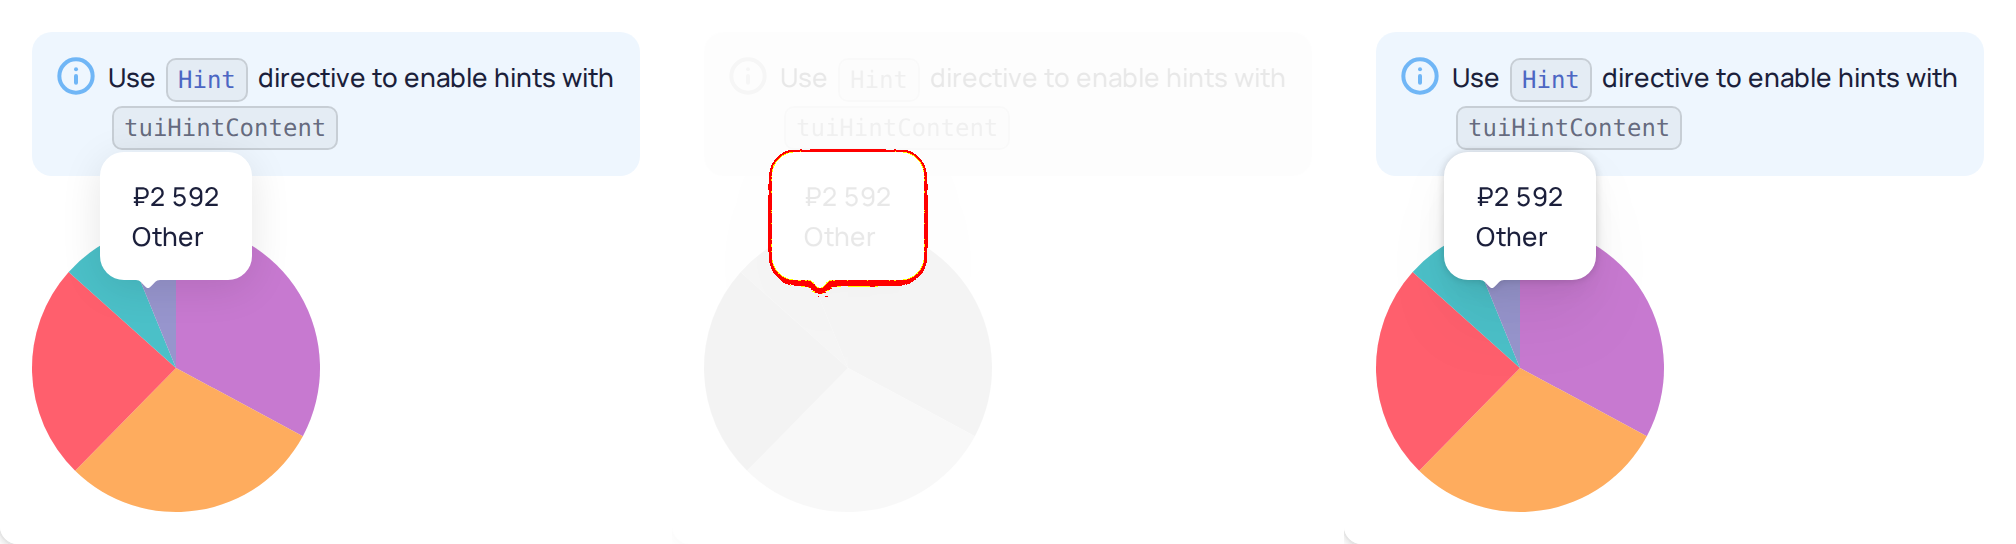 Use Hint directive to enable hints with
tuiHintContent
₽2 592
Other
Use Hint directive to enable hints with
tuiHintContent
₽2 592
Other
Use Hint directive to enable hints with
tuiHintContent
₽2 592
Other